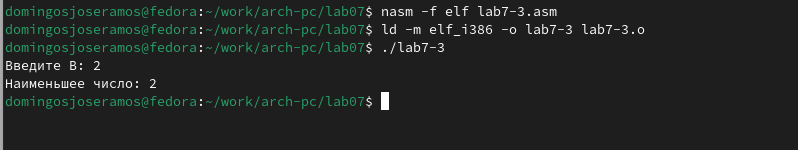 domingosjoseramos@fedora:~/work/arch-pc/lab07$ nasm -f elf lab7-3.asm
domingosjoseramos@fedora:~/work/arch-pc/lab07$ ld -m elf_i386 -o lab7-3 lab7-3.o
domingosjoseramos@fedora:~/work/arch-pc/lab07$ ./lab7-3
Введите В: 2
Наименьшее число: 2
domingosjoseramos@fedora:~/work/arch-pc/lab07$